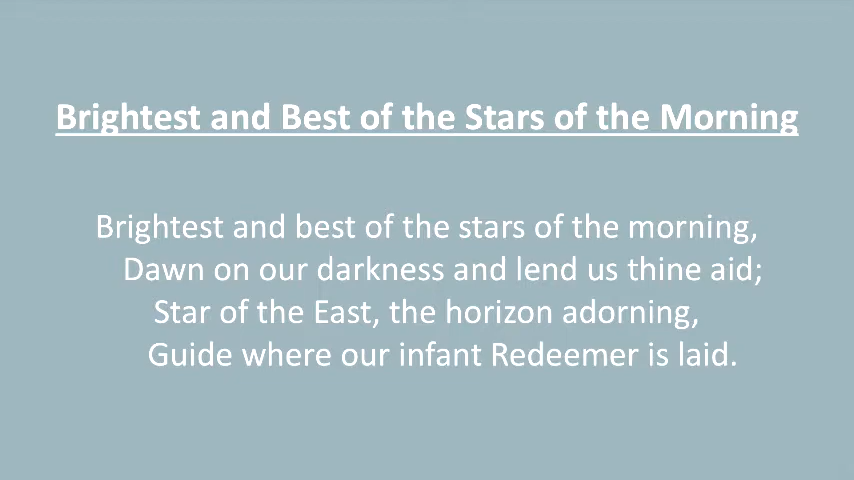 Brightest and Best of the Stars of the Morning
Brightest and best of the stars of the morning,
Dawn on our darkness and lend us thine aid;
Star of the East, the horizon adorning,
Guide where our infant Redeemer is laid.